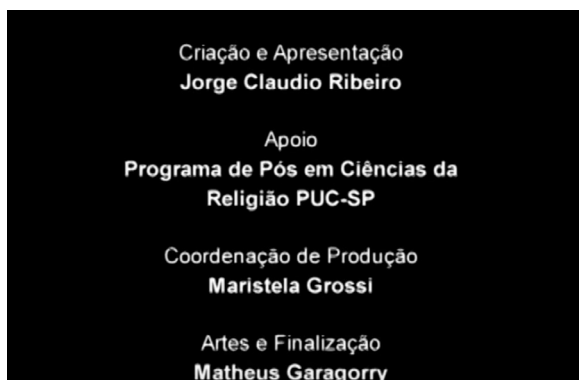 Criação e Apresentação
Jorge Claudio Ribeiro
Apoio
Programa de Pós em Ciências da
Religião PUC-SP
Coordenação de Produção
Maristela Grossi
Artes e Finalização
Matheus Garagorry